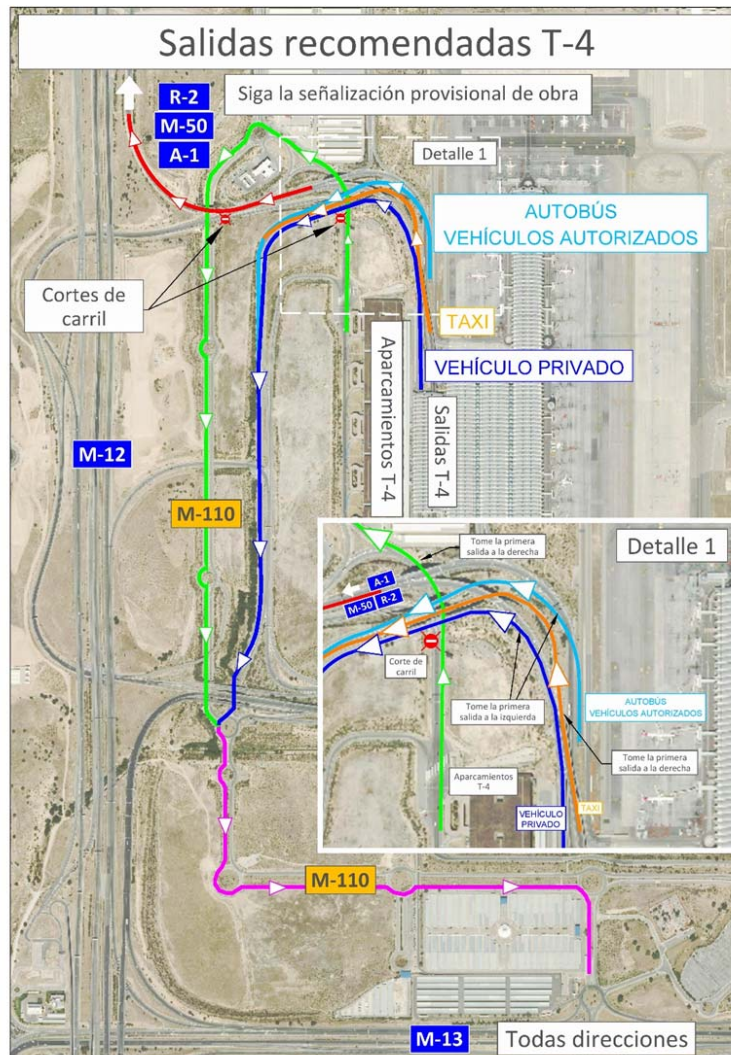 Salidas recomendadas T-4
R-2
M-50
A-1
Siga la señalización provisional de obra
Detalle 1
AUTOBÚS
VEHÍCULOS AUTORIZADOS
Cortes de
carril
TAXI
VEHÍCULO PRIVADO
Aparcamientos T-4
Salidas T-4
M-12
M-110
Detalle 1
Tome la primera
salida a la derecha
A-1
M-50
R-2
Corte de
carril
Tome la primera
salida a la izquierda
AUTOBÚS
VEHÍCULOS AUTORIZADOS
Tome la primera
salida a la derecha
Aparcamientos
T-4
VEHÍCULO
PRIVADO
TAXI
M-110
M-13
Todas direcciones